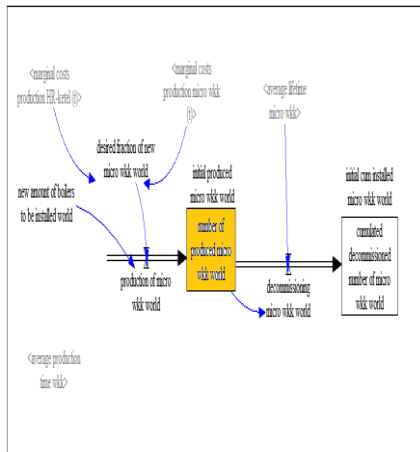 <marginal costs
production HR-ketel (t)>
<marginal costs
production micro wkk
(t)>
<average lifetime
micro wkk>
desired fraction of new
micro wkk world
new amount of boilers
to be installed world
initial produced
micro wkk world
initial cum installed
micro wkk world
number of
produced micro
wkk world
cumulated
decommissioned
number of micro
wkk world
production of micro
wkk world
decommissioning
micro wkk world
<average production
time wkk>